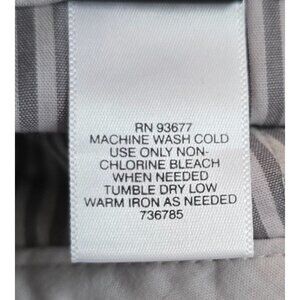 RN 93677
MACHINE WASH COLD
USE ONLY NON-
CHLORINE BLEACH
WHEN NEEDED
TUMBLE DRY LOW
WARM IRON AS NEEDED
736785